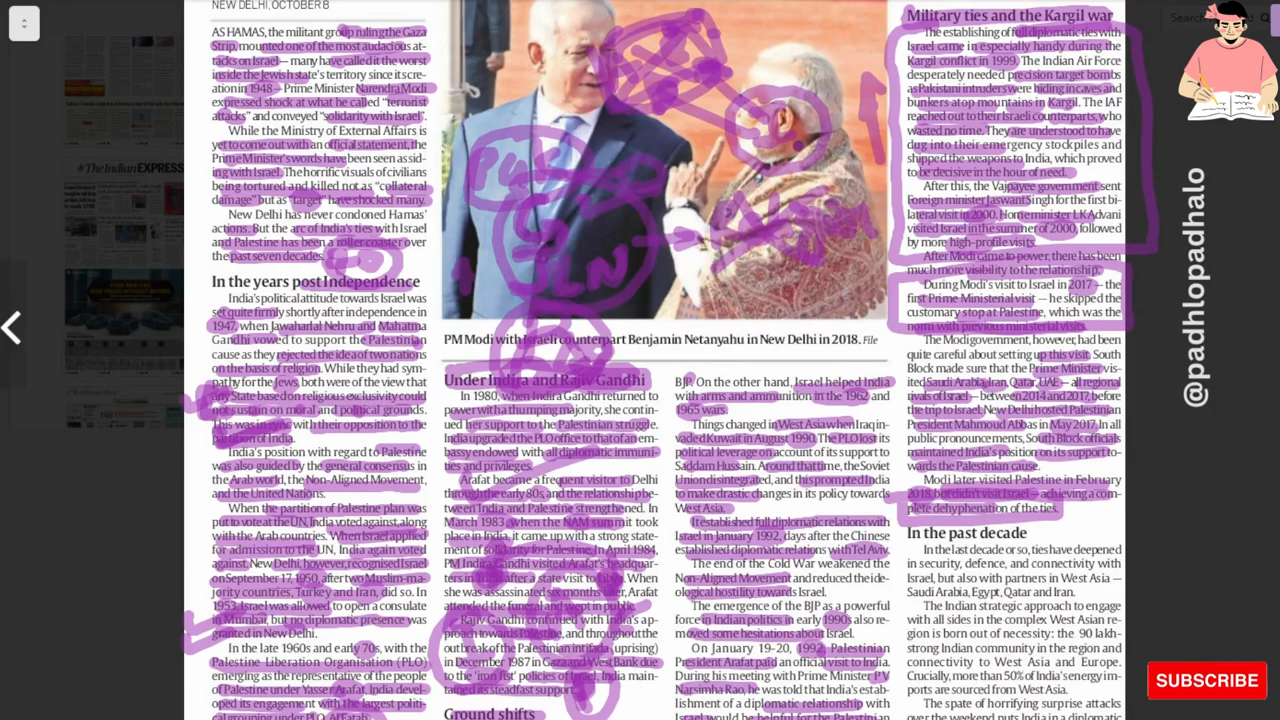 NEW DELHI, OCTOBER 8
AS HAMAS, the militant group ruling the Gaza
Strip, mounted one of the most audacious at-
tacks on Israel — many have called it the worst
inside the Jewish state's territory since its cre-
ation in 1948 — Prime Minister Narendra Modi
expressed shock at what he called "terrorist
attacks" and conveyed "solidarity with Israel".
While the Ministry of External Affairs is
yet to come out with an official statement, the
Prime Minister's words have been seen as sid-
ing with Israel. The horrific visuals of civilians
being tortured and killed not as "collateral
damage" but as "target" have shocked many.
New Delhi has never condoned Hamas'
actions. But the arc of India's ties with Israel
and Palestine has been a roller coaster over
the past seven decades.
In the years post Independence
India's political attitude towards Israel was
set quite firmly shortly after independence in
1947, when Jawaharlal Nehru and Mahatma
Gandhi vowed to support the Palestinian
cause as they rejected the idea of two nations
on the basis of religion. While they had sym-
pathy for the Jews, both were of the view that
any State based on religious exclusivity could
not sustain on moral and political grounds.
This was in sync with their opposition to the
partition of India.
India's position with regard to Palestine
was also guided by the general consensus in
the Arab world, the Non-Aligned Movement,
and the United Nations.
When the partition of Palestine plan was
put to vote at the UN, India voted against, along
with the Arab countries. When Israel applied
for admission to the UN, India again voted
against. New Delhi, however, recognised Israel
on September 17, 1950, after two Muslim-ma-
jority countries, Turkey and Iran, did so. In
1953, Israel was allowed to open a consulate
in Mumbai, but no diplomatic presence was
granted in New Delhi.
In the late 1960s and early 70s, with the
Palestine Liberation Organisation (PLO)
emerging as the representative of the people
of Palestine under Yasser Arafat, India devel-
oped its engagement with the largest politi-
cal grouping under PLO, Al Fatah.
PM Modi with Israeli counterpart Benjamin Netanyahu in New Delhi in 2018. File
Under Indira and Rajiv Gandhi
In 1980, when Indira Gandhi returned to
power with a thumping majority, she contin-
ued her support to the Palestinian struggle.
India upgraded the PLO office to that of an em-
bassy endowed with all diplomatic immuni-
ties and privileges.
Arafat became a frequent visitor to Delhi
through the early 80s, and the relationship be-
tween India and Palestine strengthened. In
March 1983, when the NAM summit took
place in India, it came up with a strong state-
ment of solidarity for Palestine. In April 1984,
PM Indira Gandhi visited Arafat's headquar-
ters in Tunis after a state visit to Libya. When
she was assassinated six months later, Arafat
attended the funeral and wept in public.
Rajiv Gandhi continued with India's ap-
proach towards Palestine, and throughout the
outbreak of the Palestinian intifada (uprising)
in December 1987 in Gaza and West Bank due
to the 'iron fist' policies of Israel, India main-
tained its steadfast support.
Ground shifts
BJP. On the other hand, Israel helped India
with arms and ammunition in the 1962 and
1965 wars.
Things changed in West Asia when Iraq in-
vaded Kuwait in August 1990. The PLO lost its
political leverage on account of its support to
Saddam Hussain. Around that time, the Soviet
Union disintegrated, and this prompted India
to make drastic changes in its policy towards
West Asia.
It established full diplomatic relations with
Israel in January 1992, days after the Chinese
established diplomatic relations with Tel Aviv.
The end of the Cold War weakened the
Non-Aligned Movement and reduced the ide-
ological hostility towards Israel.
The emergence of the BJP as a powerful
force in Indian politics in early 1990s also re-
moved some hesitations about Israel.
On January 19-20, 1992, Palestinian
President Arafat paid an official visit to India.
During his meeting with Prime Minister P V
Narsimha Rao, he was told that India's estab-
lishment of a diplomatic relationship with
Israel would be helpful for the Palestinian
Military ties and the Kargil war
The establishing of full diplomatic ties with
Israel came in especially handy during the
Kargil conflict in 1999. The Indian Air Force
desperately needed precision target bombs
as Pakistani intruders were hiding in caves and
bunkers atop mountains in Kargil. The IAF
reached out to their Israeli counterparts, who
wasted no time. They are understood to have
dug into their emergency stockpiles and
shipped the weapons to India, which proved
to be decisive in the hour of need.
After this, the Vajpayee government sent
Foreign minister Jaswant Singh for the first bi-
lateral visit in 2000. Home minister L K Advani
visited Israel in the summer of 2000, followed
by more high-profile visits.
After Modi came to power, there has been
much more visibility to the relationship.
During Modi's visit to Israel in 2017 — the
first Prime Ministerial visit — he skipped the
customary stop at Palestine, which was the
norm with previous ministerial visits.
The Modi government, however, had been
quite careful about setting up this visit. South
Block made sure that the Prime Minister vis-
ited Saudi Arabia, Iran, Qatar, UAE — all regional
rivals of Israel — between 2014 and 2017, before
the trip to Israel. New Delhi hosted Palestinian
President Mahmoud Abbas in May 2017. In all
public pronouncements, South Block officials
maintained India's position on its support to-
wards the Palestinian cause.
Modi later visited Palestine in February
2018, but didn't visit Israel — achieving a com-
plete dehyphenation of the ties.
In the past decade
In the last decade or so, ties have deepened
in security, defence, and connectivity with
Israel, but also with partners in West Asia —
Saudi Arabia, Egypt, Qatar and Iran.
The Indian strategic approach to engage
with all sides in the complex West Asian re-
gion is born out of necessity: the 90 lakh-
strong Indian community in the region and
connectivity to West Asia and Europe.
Crucially, more than 50% of India's energy im-
ports are sourced from West Asia.
The spate of horrifying surprise attacks
over the weekend puts India in a diplomatic
The Indian EXPRESS
@padhlopadhalo
SUBSCRIBE